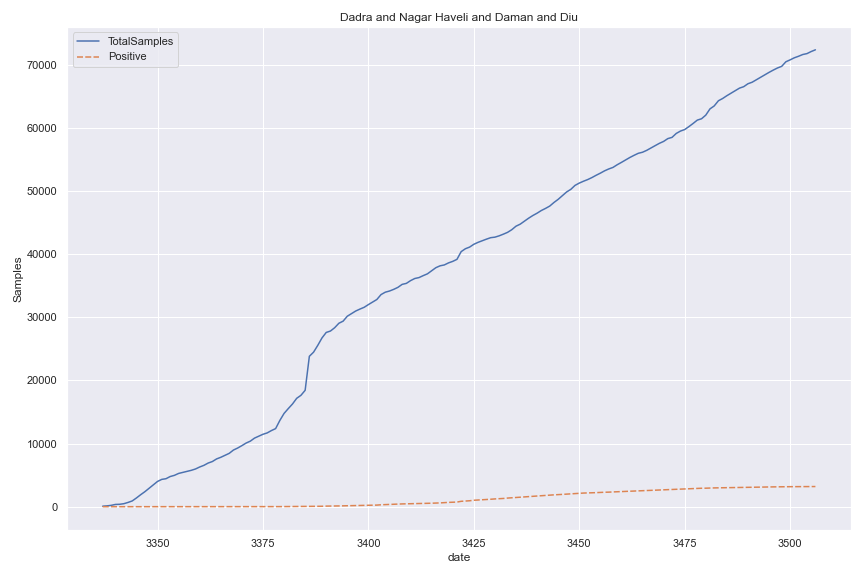 Dadra and Nagar Haveli and Daman and Diu
TotalSamples
Positive
70000
60000
50000
40000
30000
20000
10000
0
Samples
3350 3375 3400 3425 3450 3475 3500
date